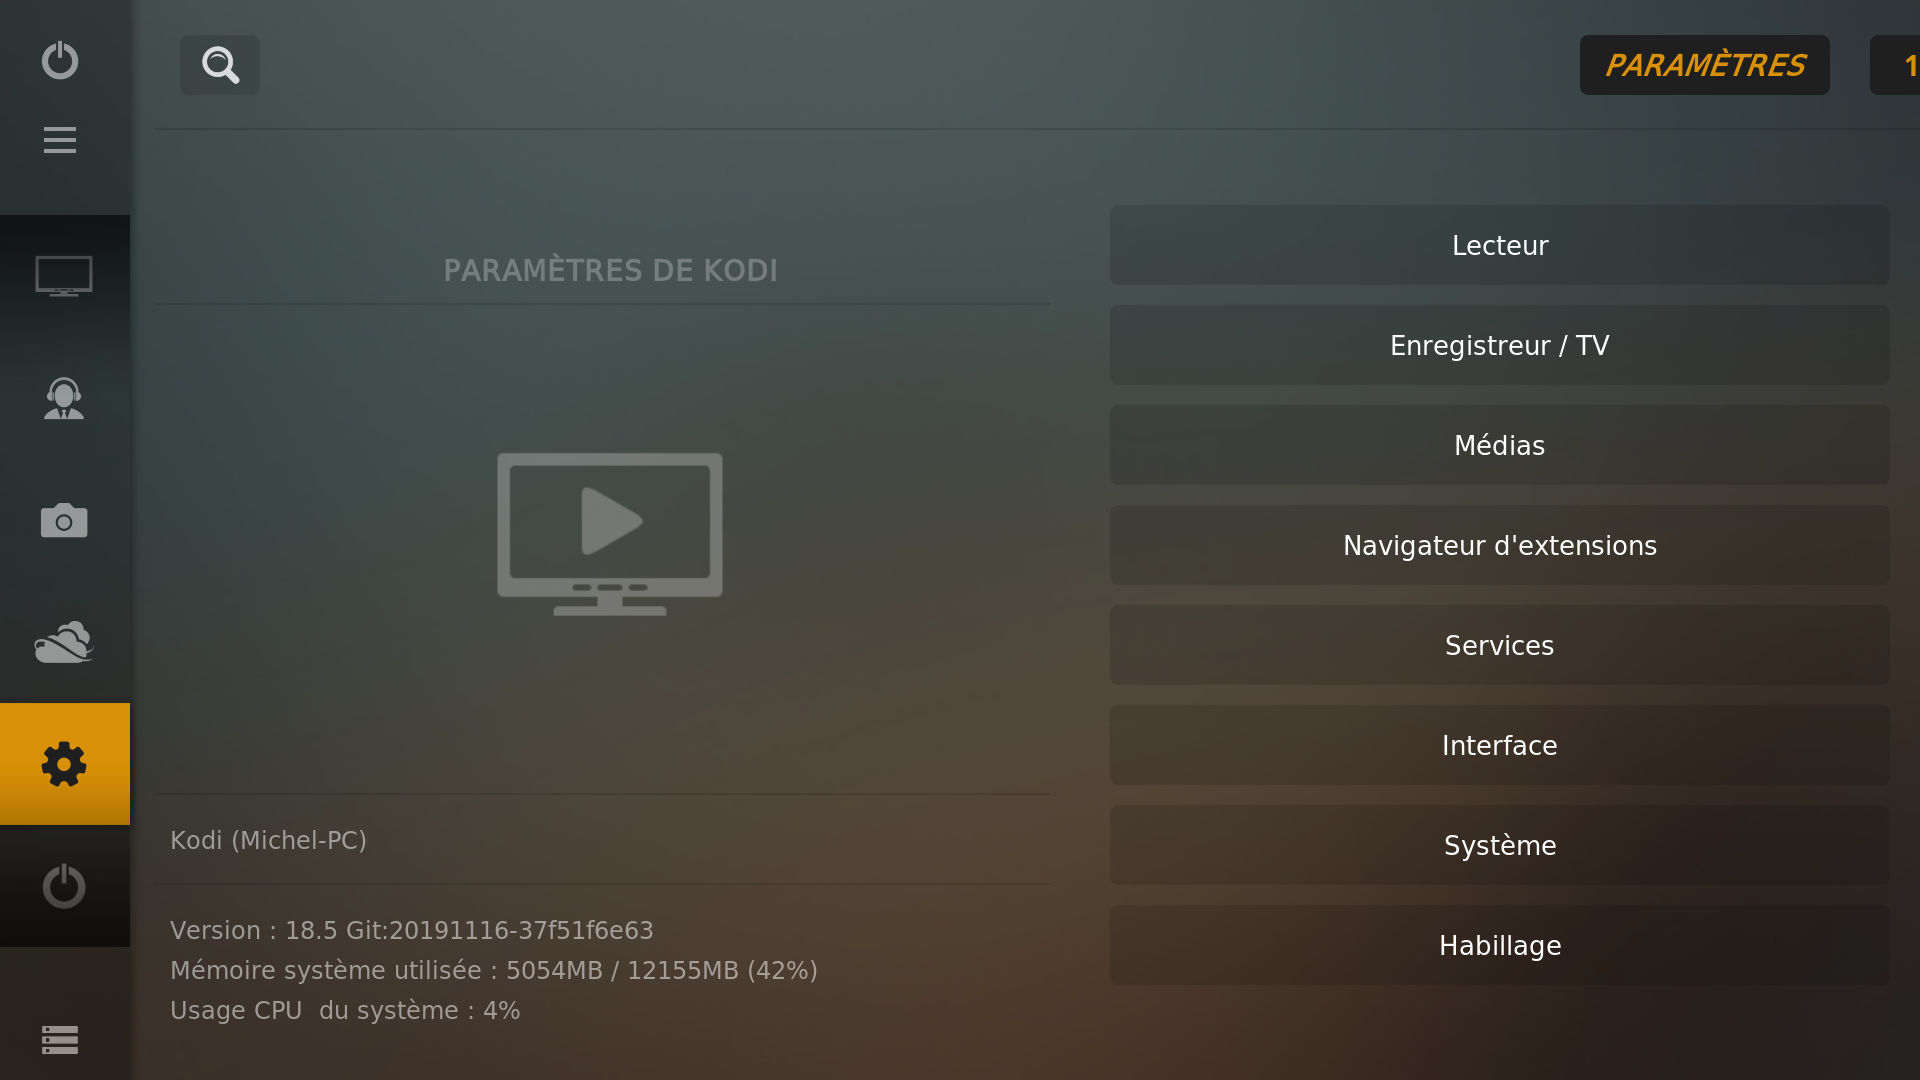 PARAMÈTRES
1
PARAMÈTRES DE KODI
Lecteur
Enregistreur / TV
Médias
Navigateur d'extensions
Services
Interface
Système
Habillage
Kodi (Michel-PC)
Version : 18.5 Git:20191116-37f51f6e63
Mémoire système utilisée : 5054MB / 12155MB (42%)
Usage CPU  du système : 4%